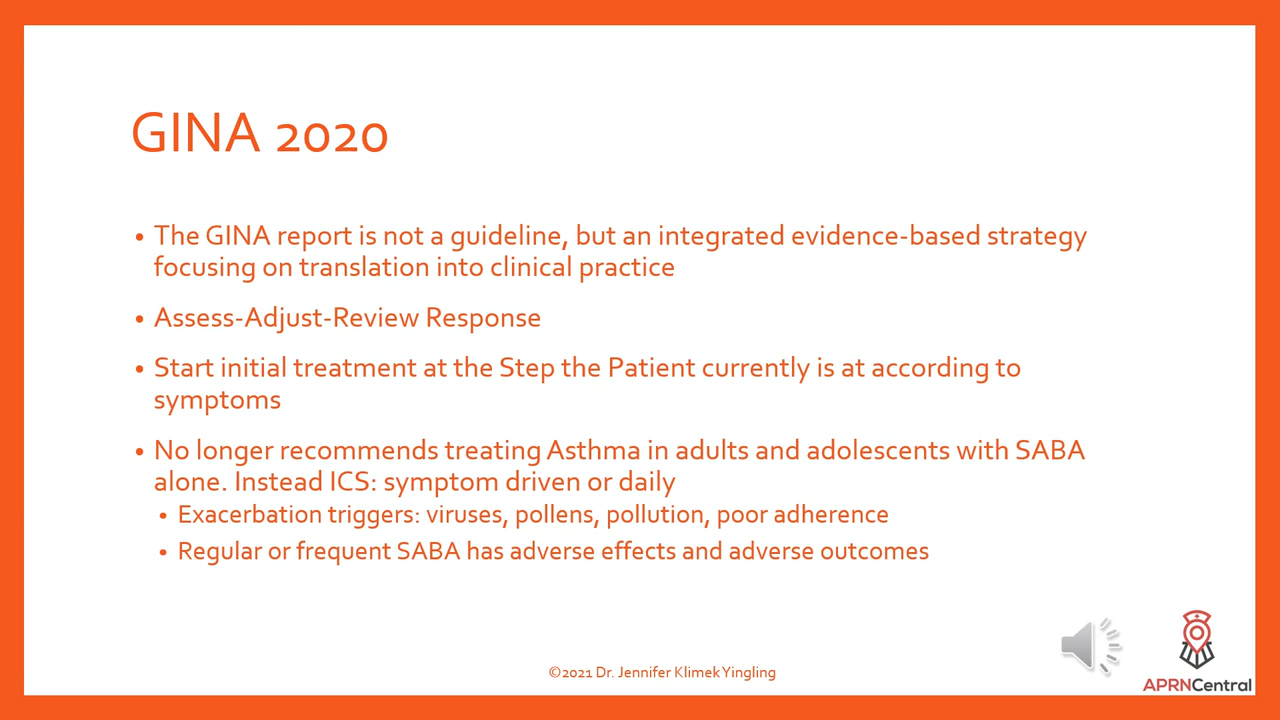 GINA 2020
• The GINA report is not a guideline, but an integrated evidence-based strategy
focusing on translation into clinical practice
• Assess-Adjust-Review Response
• Start initial treatment at the Step the Patient currently is at according to
symptoms
• No longer recommends treating Asthma in adults and adolescents with SABA
alone. Instead ICS: symptom driven or daily
• Exacerbation triggers: viruses, pollens, pollution, poor adherence
• Regular or frequent SABA has adverse effects and adverse outcomes
©2021 Dr. Jennifer Klimek Yingling
APRNCentral